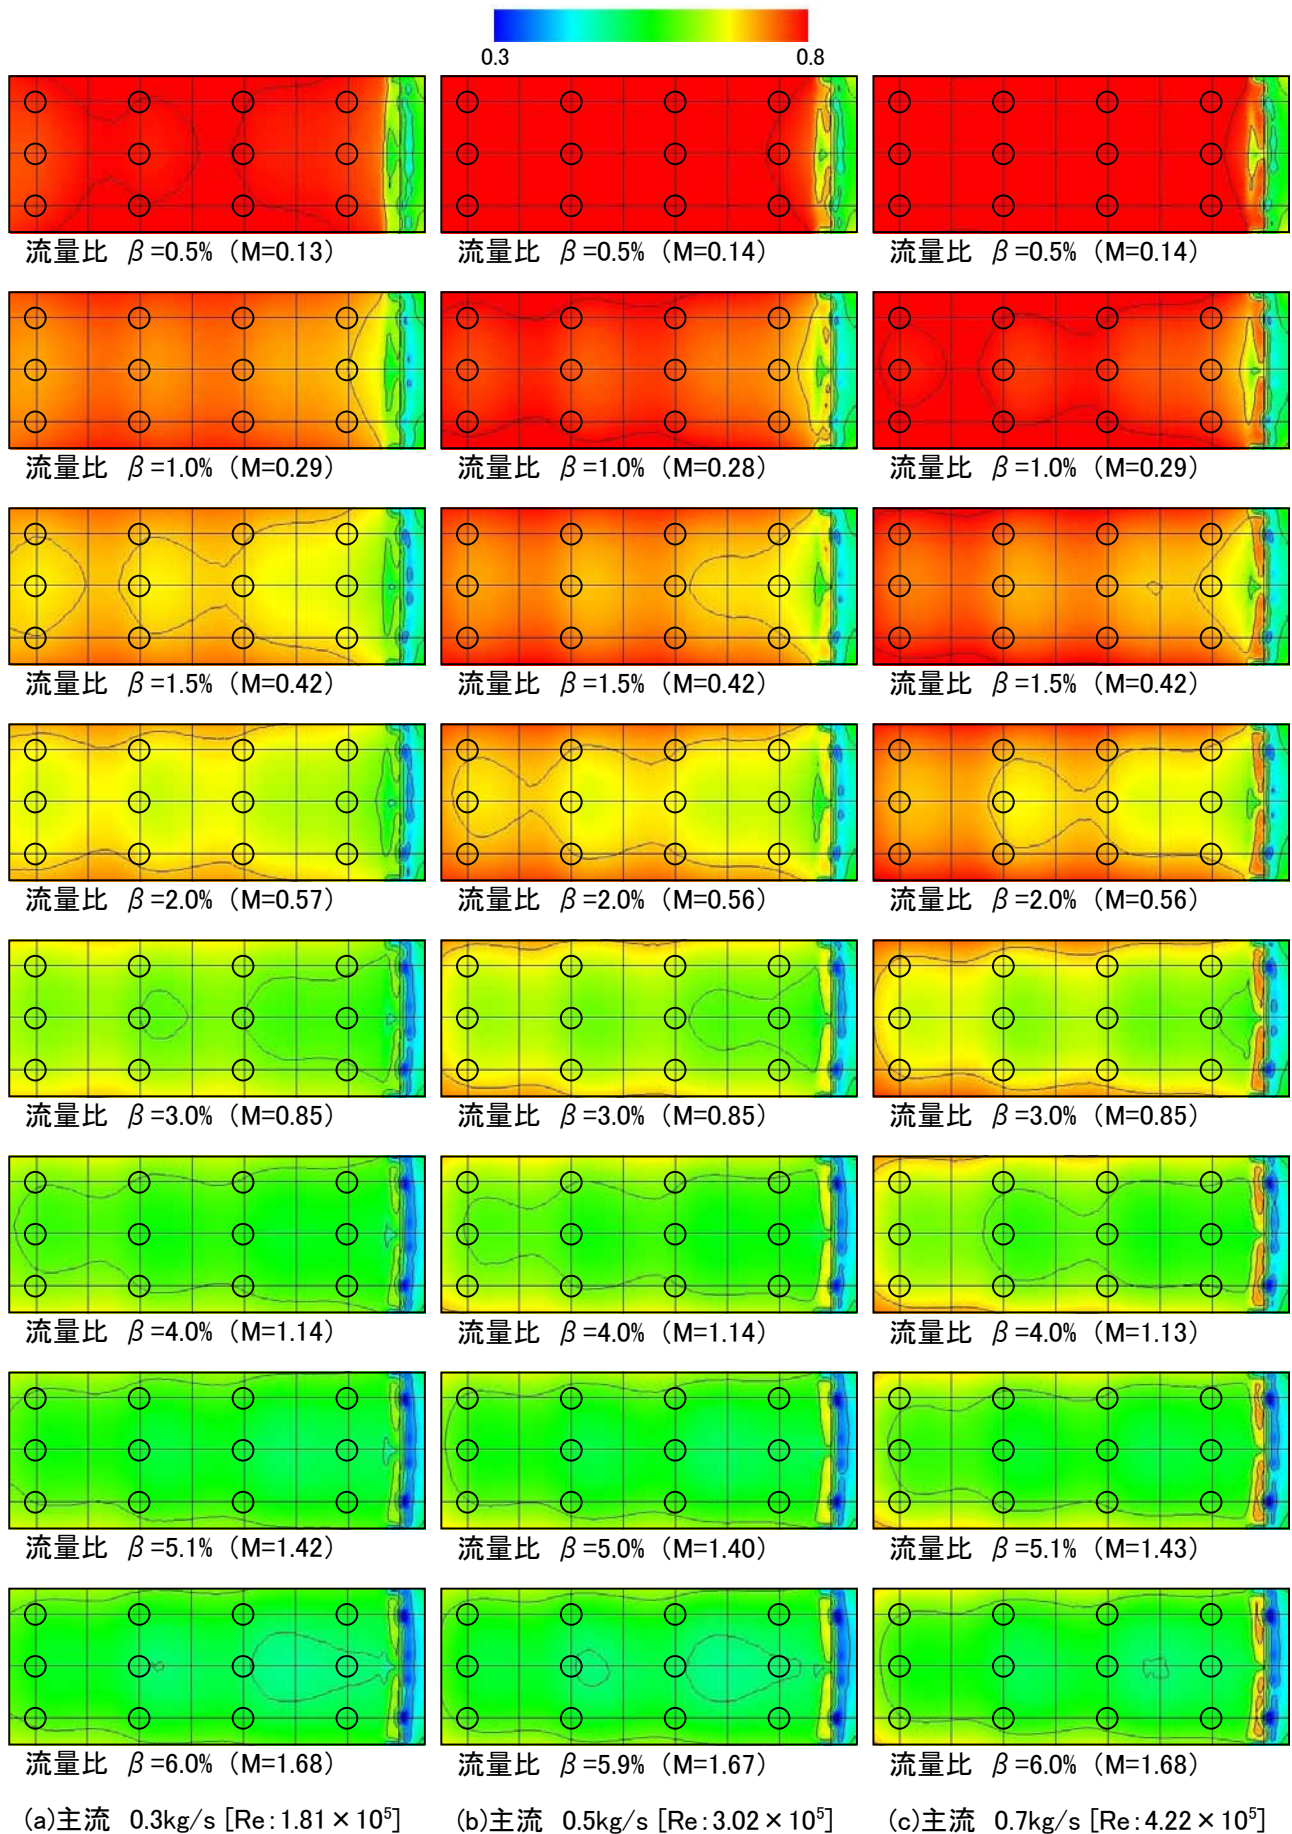 0.3 0.8
流量比 β=0.5% (M=0.13) 流量比 β=0.5% (M=0.14) 流量比 β=0.5% (M=0.14)
流量比 β=1.0% (M=0.29) 流量比 β=1.0% (M=0.28) 流量比 β=1.0% (M=0.29)
流量比 β=1.5% (M=0.42) 流量比 β=1.5% (M=0.42) 流量比 β=1.5% (M=0.42)
流量比 β=2.0% (M=0.57) 流量比 β=2.0% (M=0.56) 流量比 β=2.0% (M=0.56)
流量比 β=3.0% (M=0.85) 流量比 β=3.0% (M=0.85) 流量比 β=3.0% (M=0.85)
流量比 β=4.0% (M=1.14) 流量比 β=4.0% (M=1.14) 流量比 β=4.0% (M=1.13)
流量比 β=5.1% (M=1.42) 流量比 β=5.0% (M=1.40) 流量比 β=5.1% (M=1.43)
流量比 β=6.0% (M=1.68) 流量比 β=5.9% (M=1.67) 流量比 β=6.0% (M=1.68)
(a)主流 0.3kg/s [Re:1.81×10⁵] (b)主流 0.5kg/s [Re:3.02×10⁵] (c)主流 0.7kg/s [Re:4.22×10⁵]